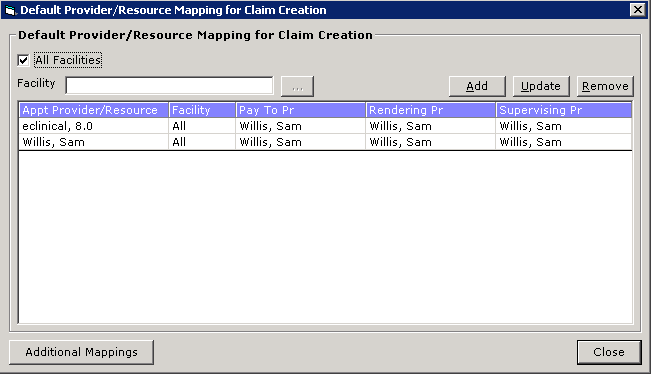 Default Provider/Resource Mapping for Claim Creation
Default Provider/Resource Mapping for Claim Creation
All Facilities
Facility ... Add Update Remove
Appt Provider/Resource Facility Pay To Pr Rendering Pr Supervising Pr
eclinical, 8.0 All Willis, Sam Willis, Sam Willis, Sam
Willis, Sam All Willis, Sam Willis, Sam Willis, Sam
Additional Mappings Close